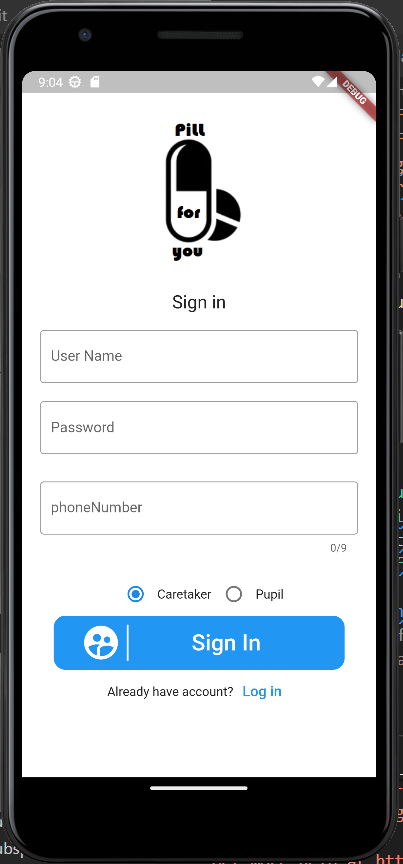 9:04
DEBUG
Pill
for
you
Sign in
User Name
Password
phoneNumber
0/9
Caretaker Pupil
Sign In
Already have account? Log in